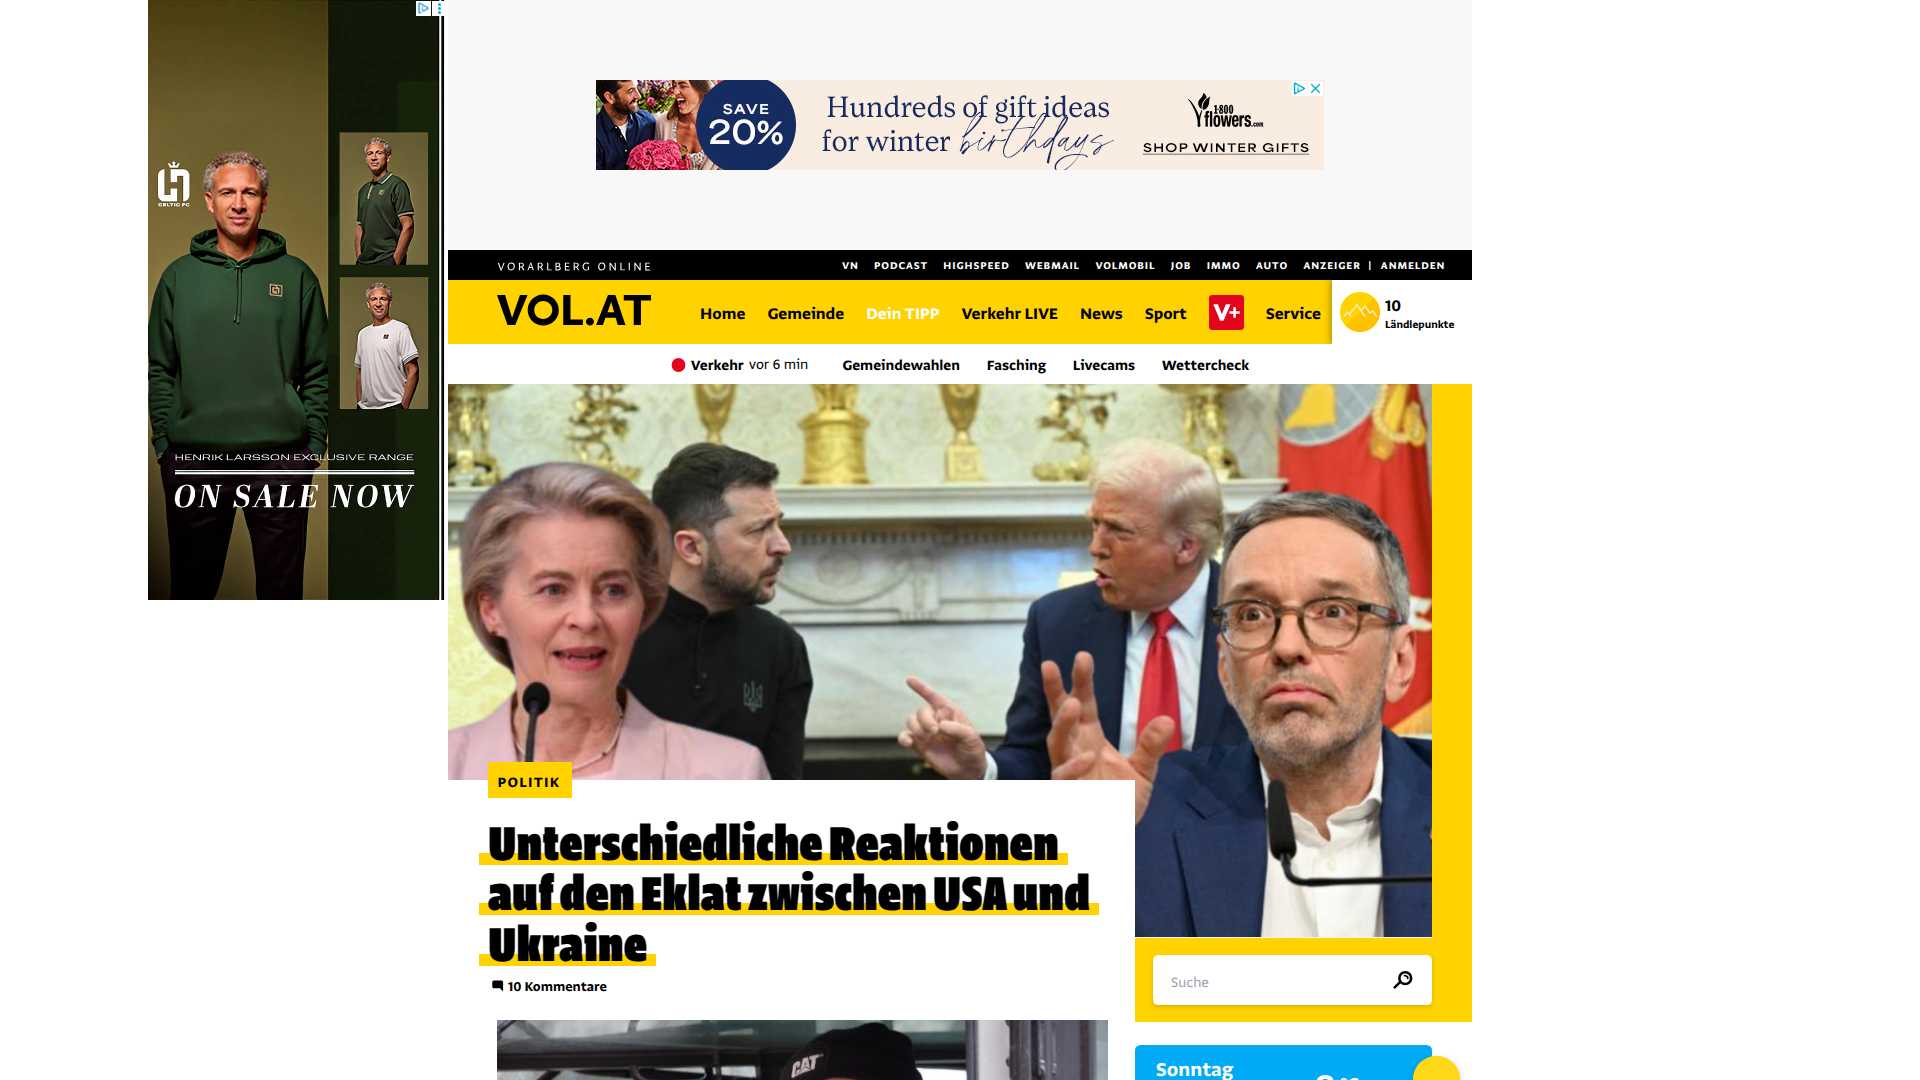 CELTIC FC
HENRIK LARSSON EXCLUSIVE RANGE
ON SALE NOW
SAVE
20%
Hundreds of gift ideas
for winter birthdays
1-800
flowers.com
SHOP WINTER GIFTS
VORARLBERG ONLINE
VN PODCAST HIGHSPEED WEBMAIL VOLMOBIL JOB IMMO AUTO ANZEIGER | ANMELDEN
VOL.AT
Home Gemeinde Dein TIPP Verkehr LIVE News Sport V+ Service
10
Ländlepunkte
Verkehr vor 6 min Gemeindewahlen Fasching Livecams Wettercheck
POLITIK
Unterschiedliche Reaktionen
auf den Eklat zwischen USA und
Ukraine
10 Kommentare
Suche
CAT
Sonntag